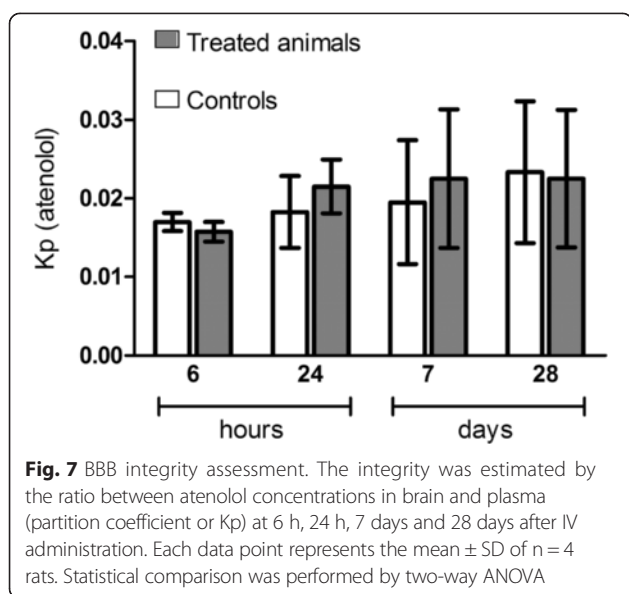 0.04
Treated animals
Controls
0.03
0.02
0.01
0.00
Kp (atenolol)
6 24 7 28
hours days
Fig. 7 BBB integrity assessment. The integrity was estimated by
the ratio between atenolol concentrations in brain and plasma
(partition coefficient or Kp) at 6 h, 24 h, 7 days and 28 days after IV
administration. Each data point represents the mean ± SD of n = 4
rats. Statistical comparison was performed by two-way ANOVA